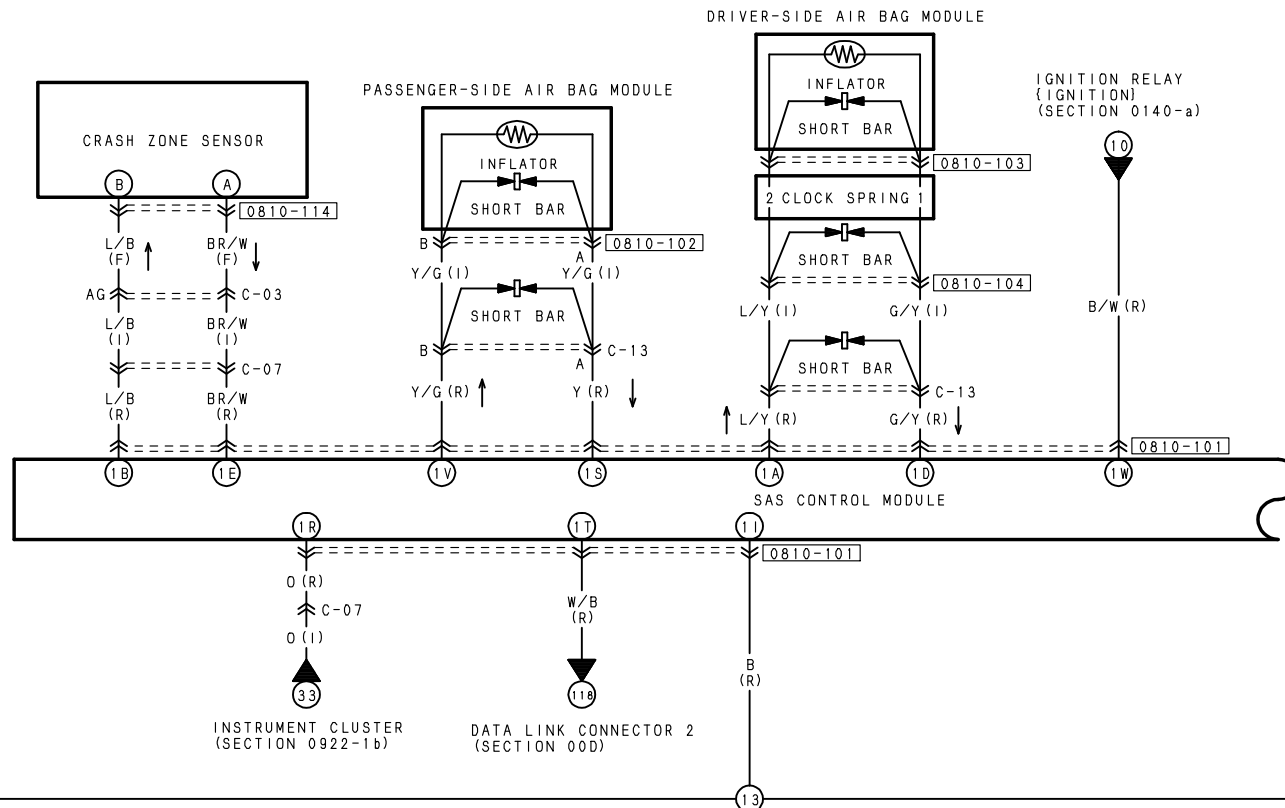 DRIVER-SIDE AIR BAG MODULE
INFLATOR
SHORT BAR
0810-103
2 CLOCK SPRING 1
SHORT BAR
0810-104
L/Y (I)
G/Y (I)
SHORT BAR
C-13
L/Y (R)
G/Y (R)
PASSENGER-SIDE AIR BAG MODULE
INFLATOR
SHORT BAR
B
A
0810-102
Y/G (I)
Y/G (I)
SHORT BAR
B
A
C-13
Y/G (R)
Y (R)
CRASH ZONE SENSOR
B
A
0810-114
L/B
(F)
BR/W
(F)
AG
C-03
L/B
(I)
BR/W
(I)
C-07
L/B
(R)
BR/W
(R)
IGNITION RELAY
{IGNITION}
(SECTION 0140-a)
10
B/W (R)
0810-101
1B
1E
1V
1S
1A
1D
1W
SAS CONTROL MODULE
1R
1T
1I
0810-101
O (R)
C-07
O (I)
33
INSTRUMENT CLUSTER
(SECTION 0922-1b)
W/B
(R)
118
DATA LINK CONNECTOR 2
(SECTION 00D)
B
(R)
13